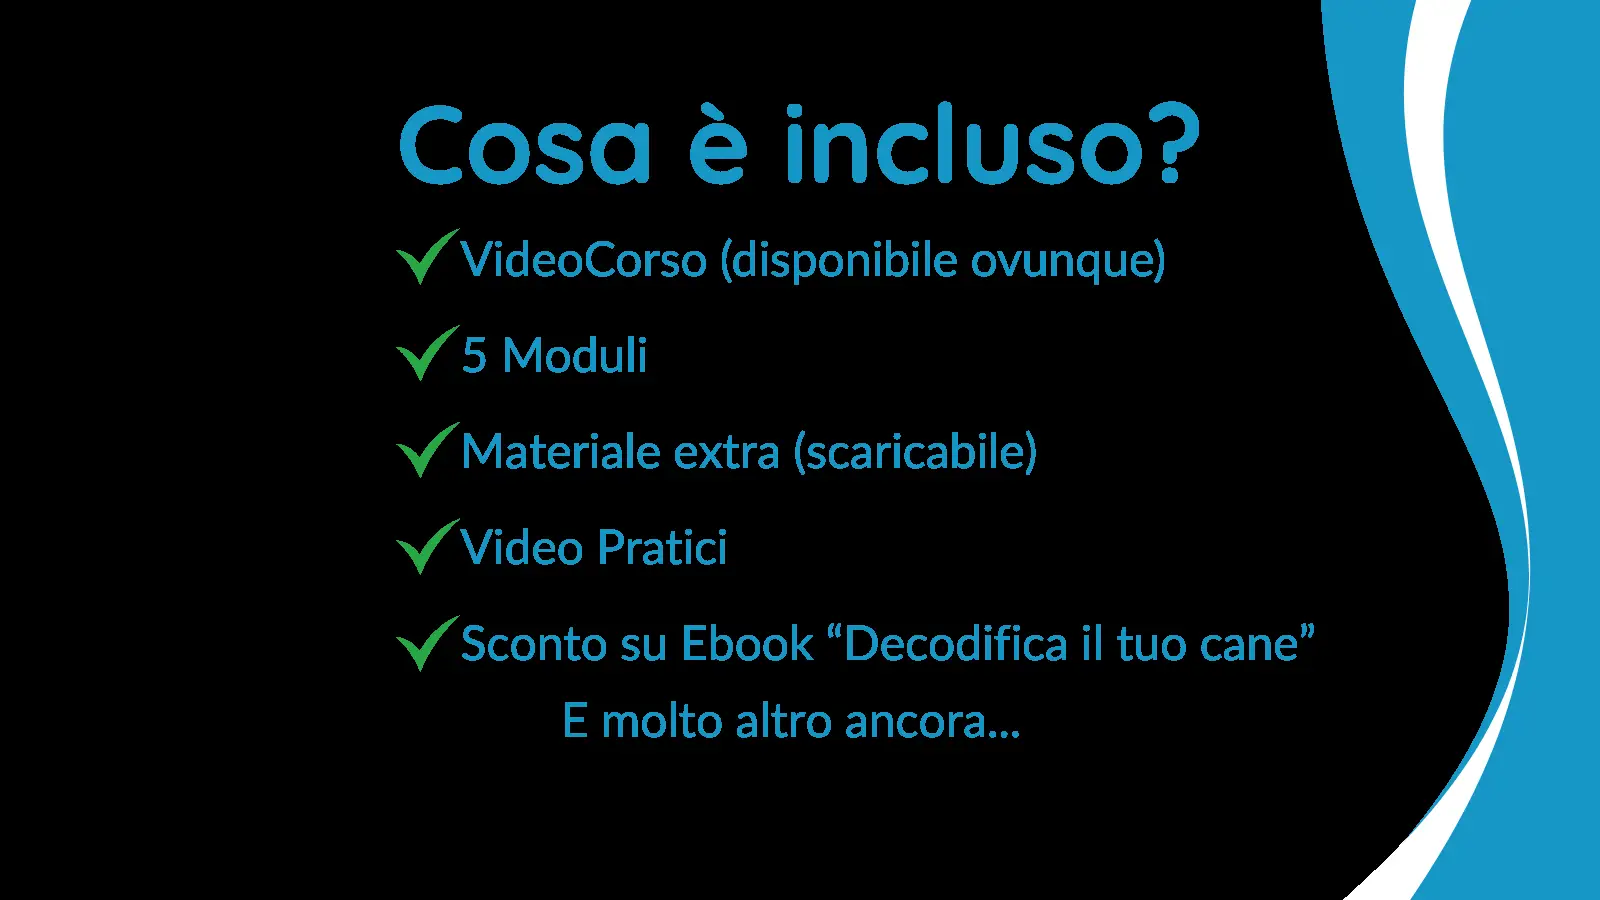 Cosa è incluso?
VideoCorso (disponibile ovunque)
5 Moduli
Materiale extra (scaricabile)
Video Pratici
Sconto su Ebook “Decodifica il tuo cane”
E molto altro ancora...